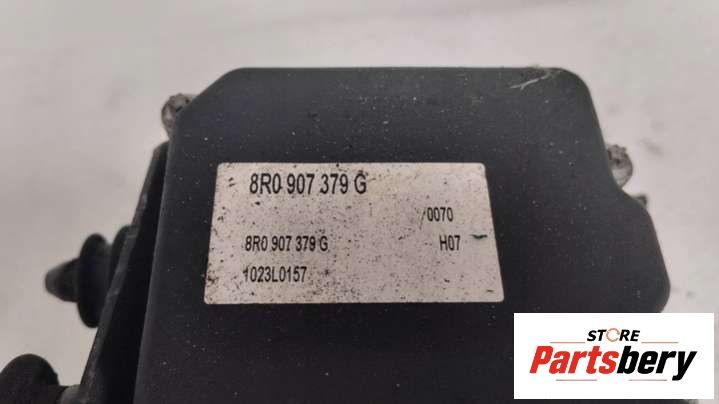 8R0 907 379 G
/0070
8R0 907 379 G H07
1023L0157
STORE
Partsbery